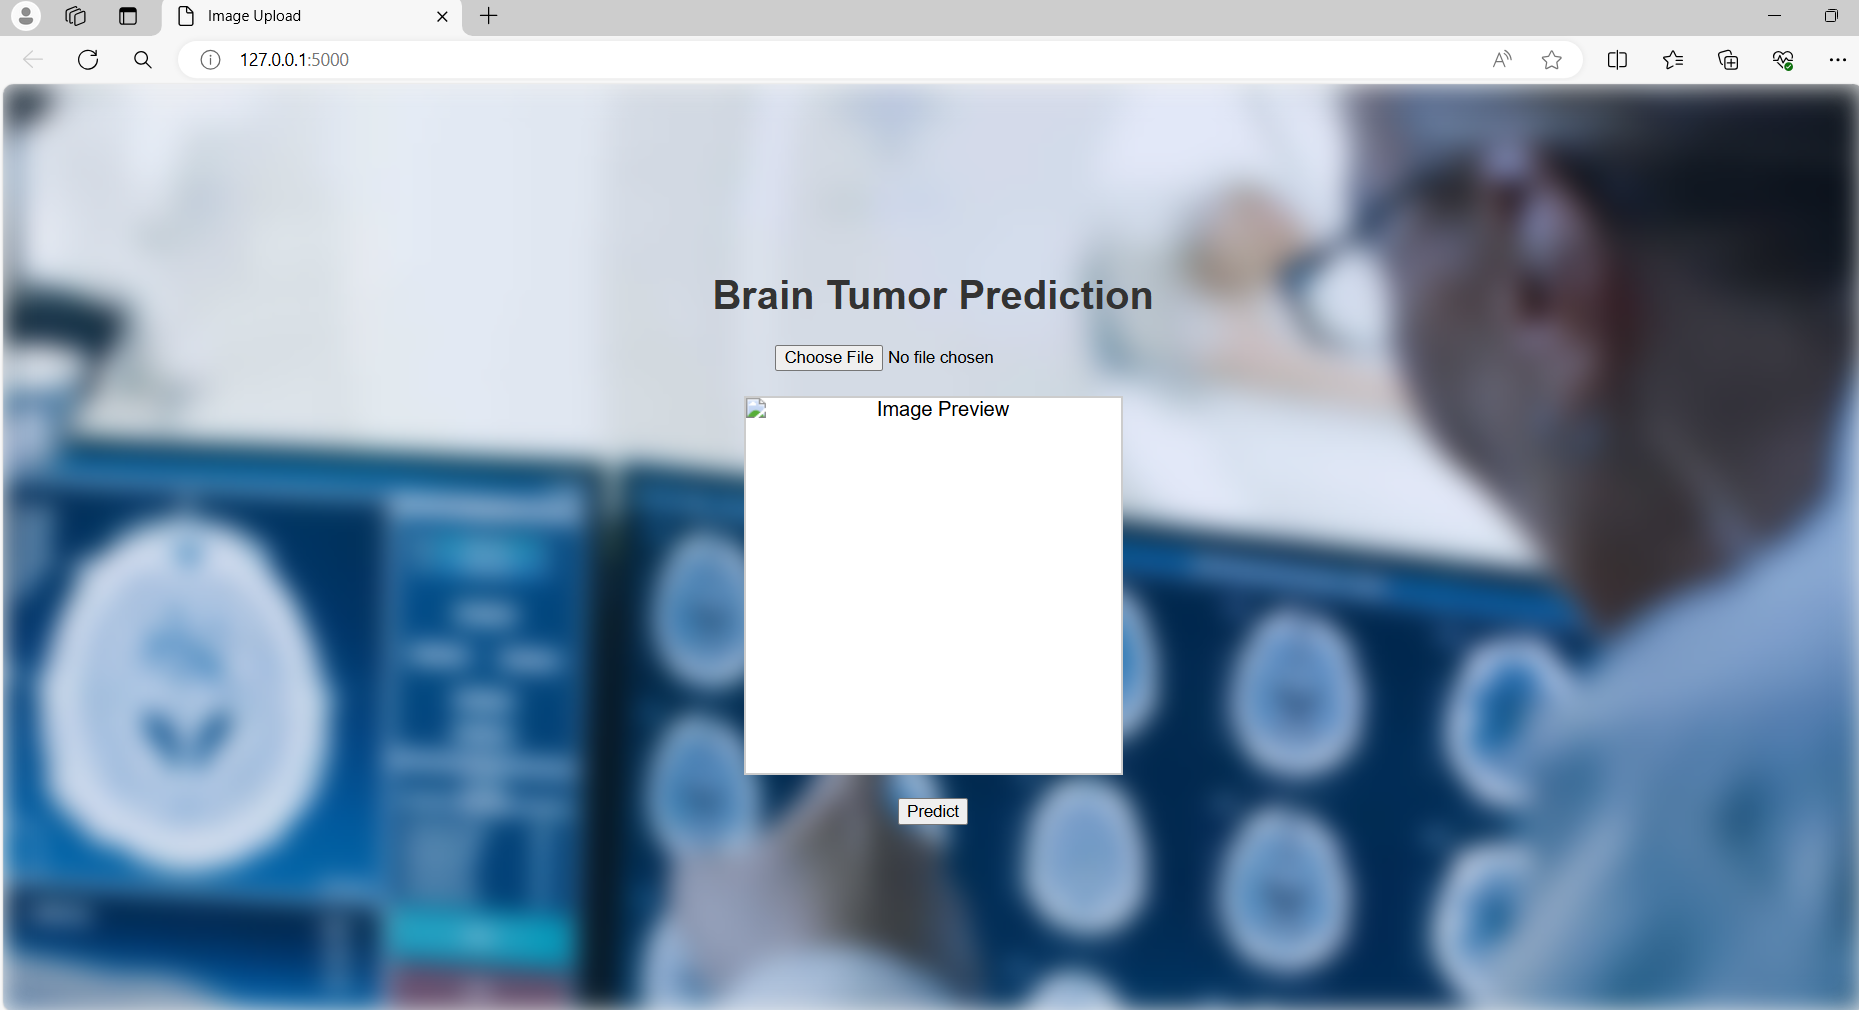 Image Upload
127.0.0.1:5000
Brain Tumor Prediction
Choose File No file chosen
Image Preview
Predict